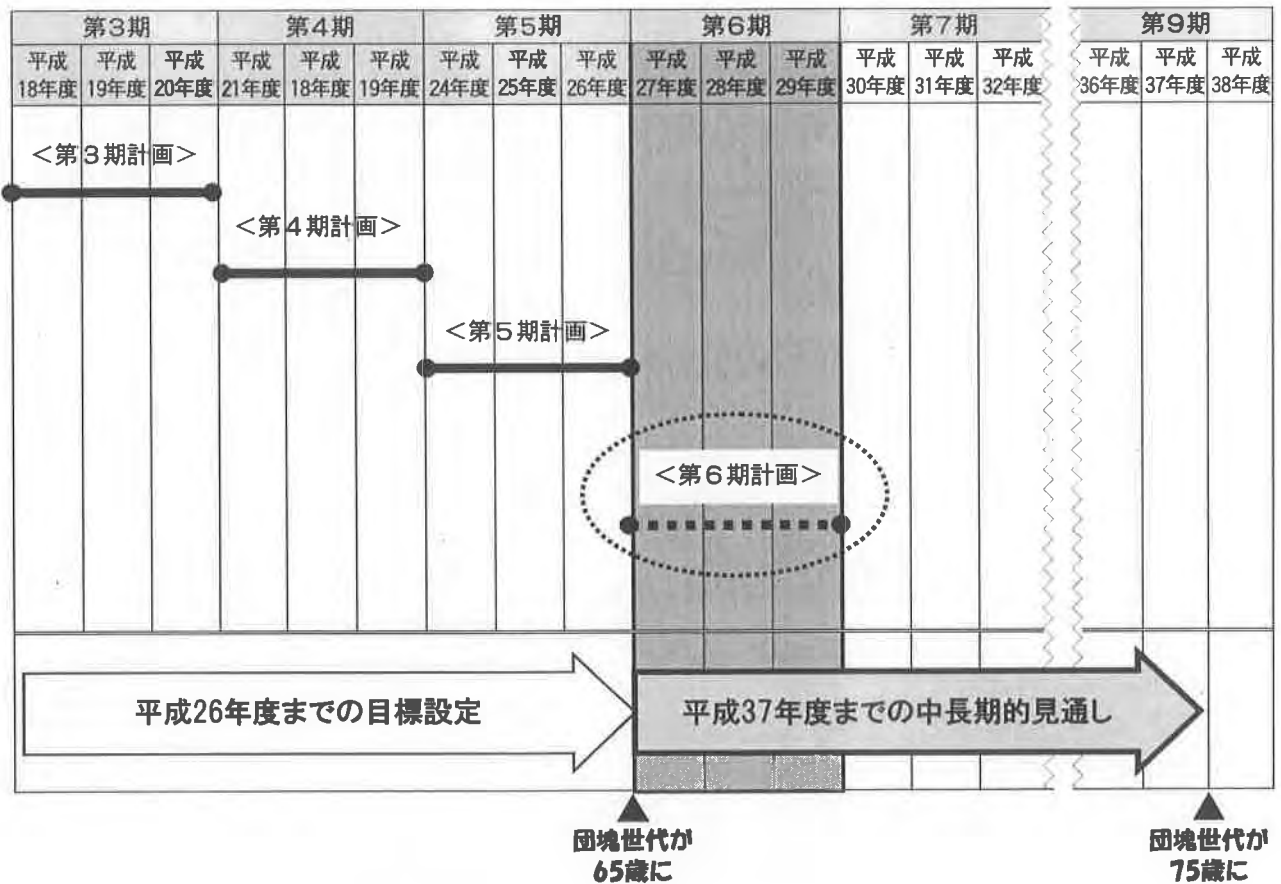 第3期 第4期 第5期 第6期 第7期 第9期
平成 平成 平成 平成 平成 平成 平成 平成 平成 平成 平成 平成 平成 平成 平成 平成 平成 平成
18年度 19年度 20年度 21年度 18年度 19年度 24年度 25年度 26年度 27年度 28年度 29年度 30年度 31年度 32年度 36年度 37年度 38年度
＜第3期計画＞
＜第4期計画＞
＜第5期計画＞
＜第6期計画＞
平成26年度までの目標設定 平成37年度までの中長期的見通し
団塊世代が 団塊世代が
65歳に 75歳に